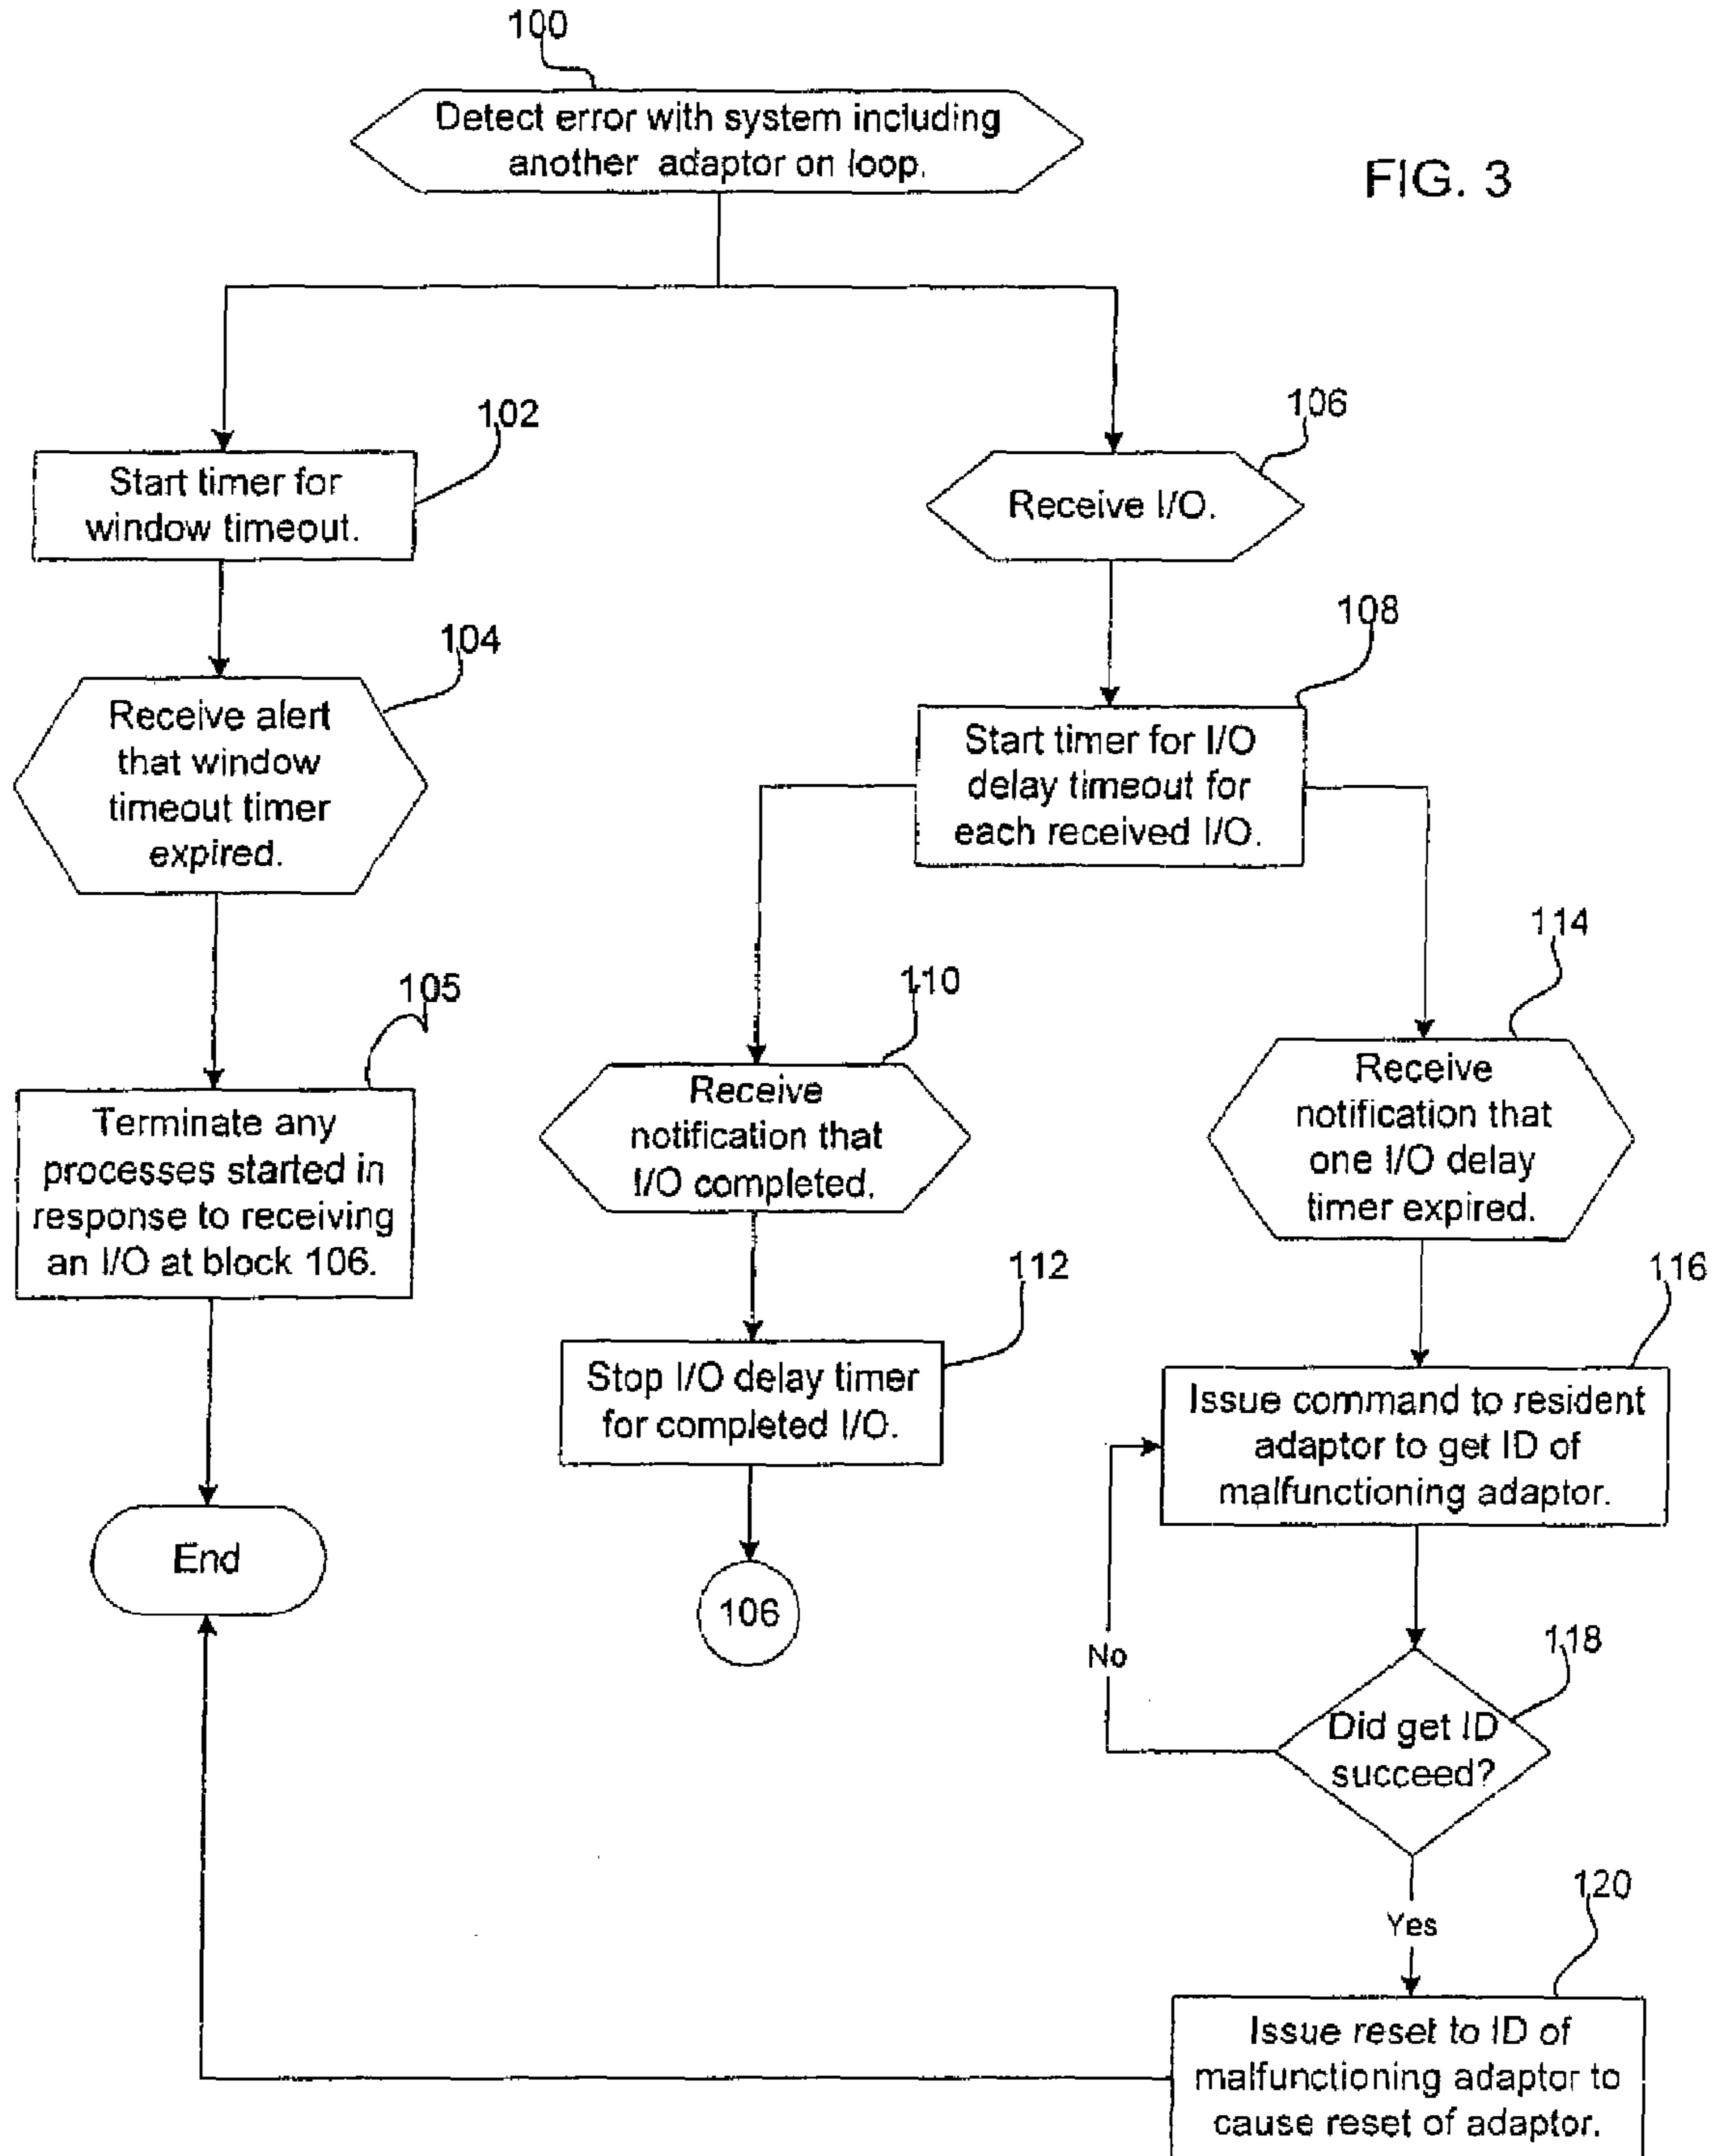 100
Detect error with system including
another adaptor on loop.
FIG. 3
102
Start timer for
window timeout.
106
Receive I/O.
104
Receive alert
that window
timeout timer
expired.
108
Start timer for I/O
delay timeout for
each received I/O.
105
Terminate any
processes started in
response to receiving
an I/O at block 106.
110
Receive
notification that
I/O completed.
114
Receive
notification that
one I/O delay
timer expired.
112
Stop I/O delay timer
for completed I/O.
116
Issue command to resident
adaptor to get ID of
malfunctioning adaptor.
End
106
No
118
Did get ID
succeed?
Yes
120
Issue reset to ID of
malfunctioning adaptor to
cause reset of adaptor.